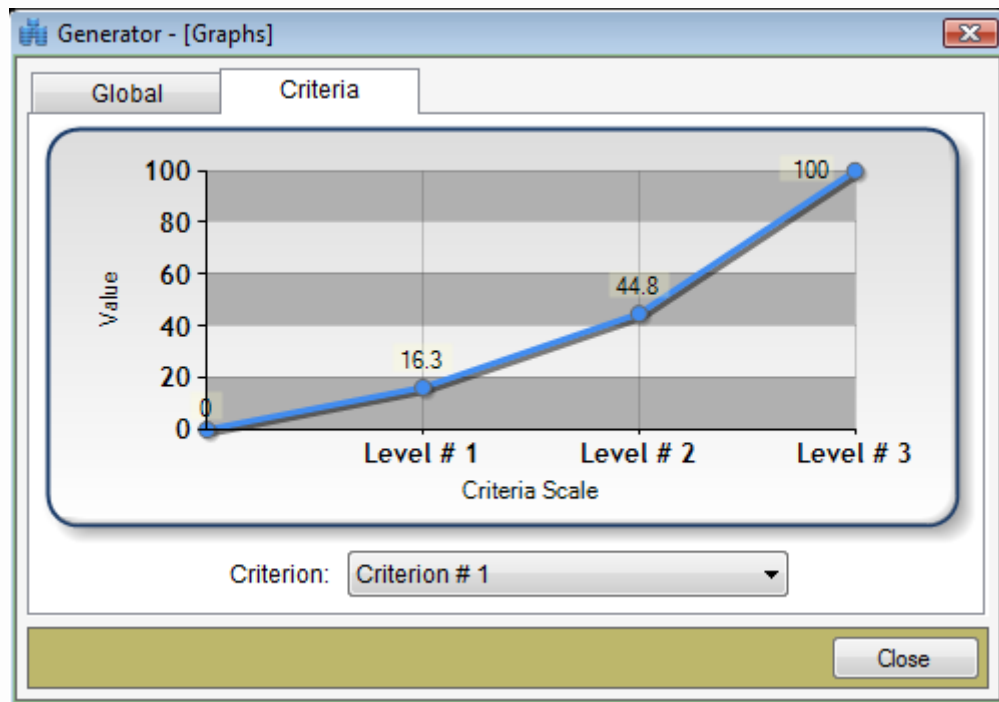 Generator - [Graphs]
Global
Criteria
100
100
80
60
44.8
Value
40
16.3
20
0
0
Level # 1
Level # 2
Level # 3
Criteria Scale
Criterion: Criterion # 1
Close